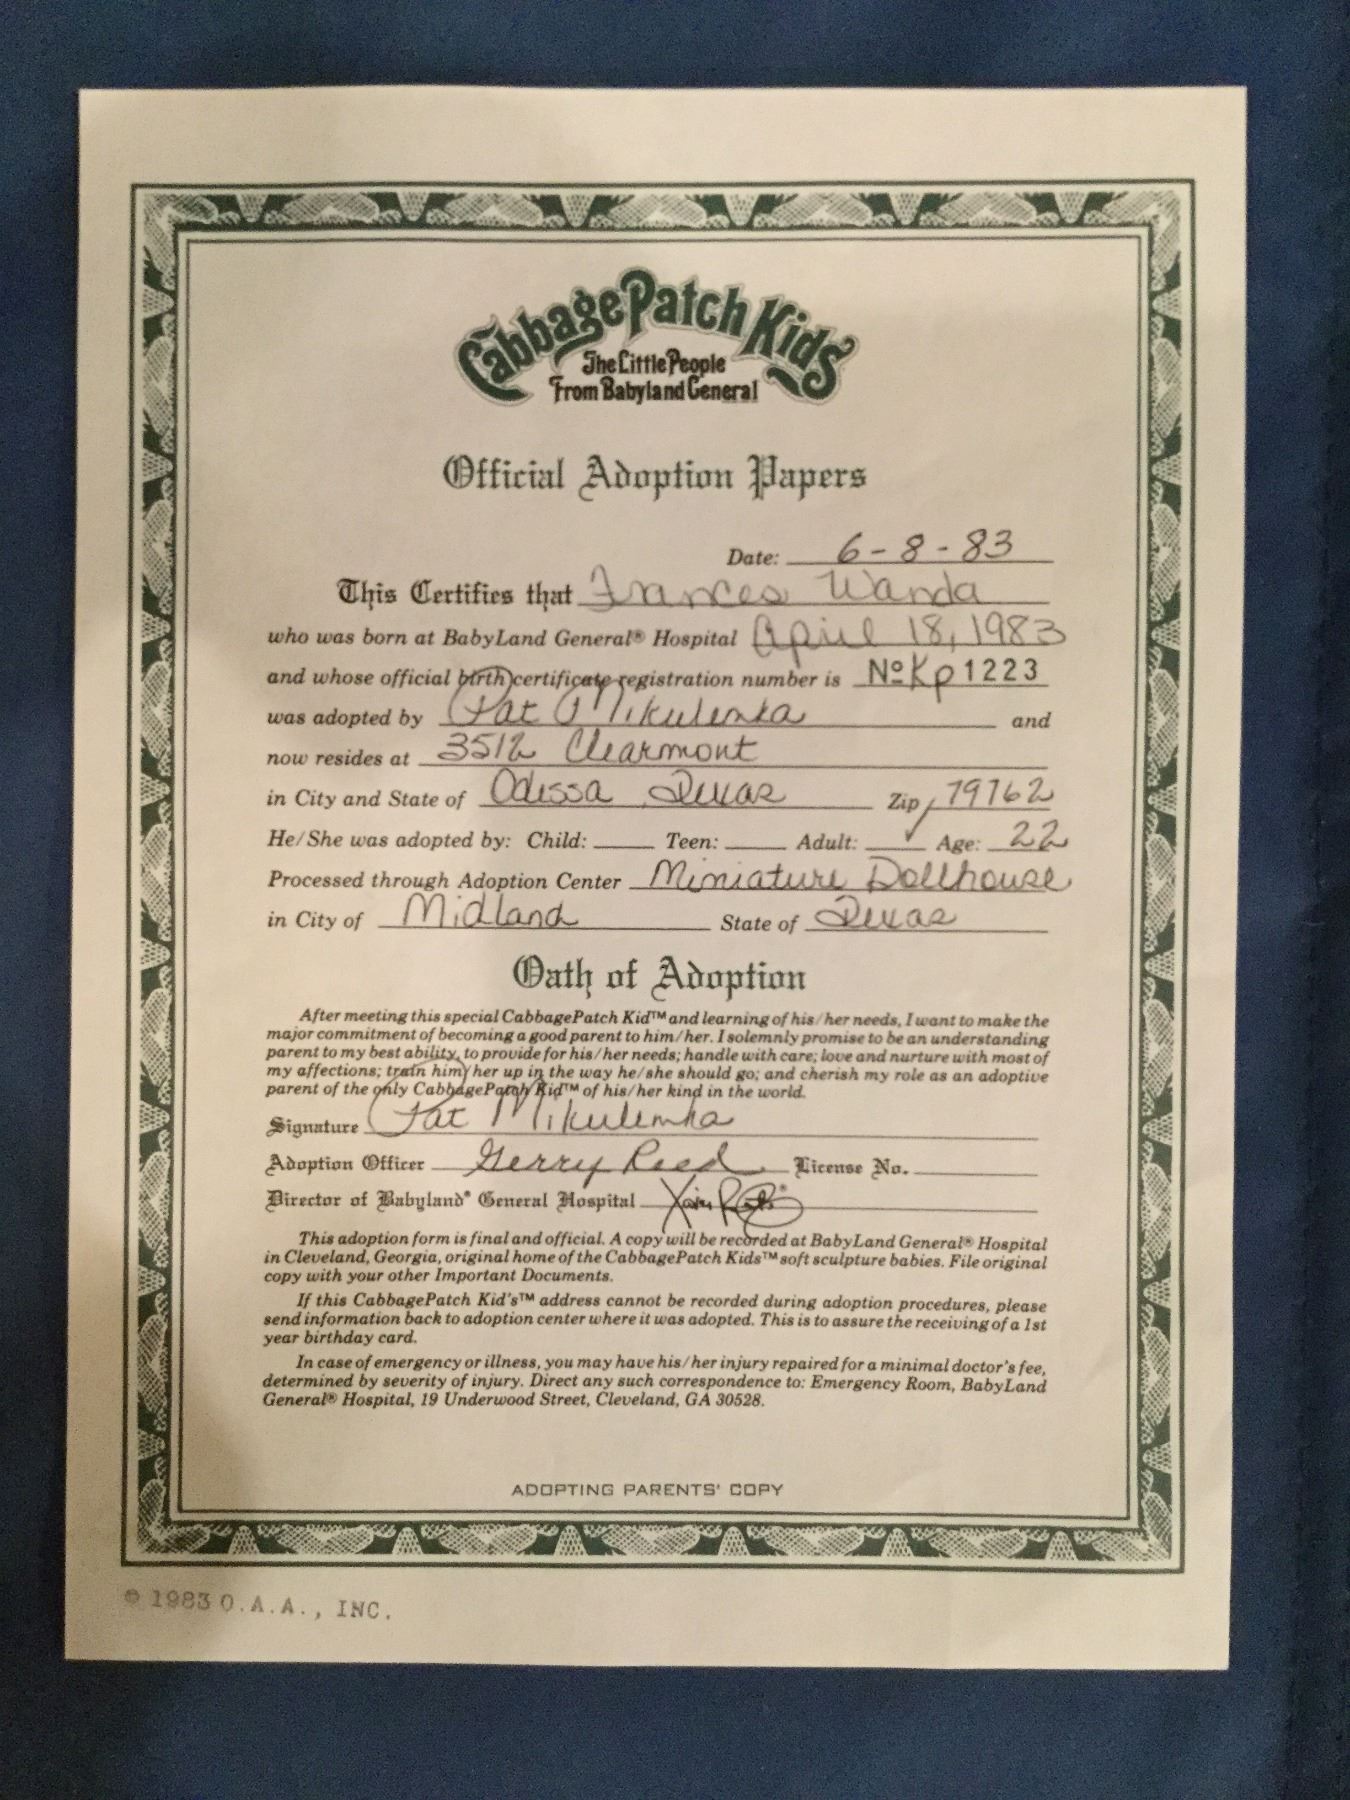 Cabbage Patch Kids
The Little People
From Babyland General
Official Adoption Papers
Date: 6-8-83
This Certifies that Frances Wanda
who was born at BabyLand General® Hospital April 18, 1983
and whose official birth certificate registration number is NºKp1223
was adopted by Pat Mikulenka and
now resides at 3512 Clearmont
in City and State of Odessa, Texas Zip 79762
He/She was adopted by: Child: Teen: Adult: ✓ Age: 22
Processed through Adoption Center Miniature Dollhouse
in City of Midland State of Texas
Oath of Adoption
After meeting this special CabbagePatch Kid™ and learning of his/her needs, I want to make the
major commitment of becoming a good parent to him/her. I solemnly promise to be an understanding
parent to my best ability, to provide for his/her needs; handle with care; love and nurture with most of
my affections; train him/her up in the way he/she should go; and cherish my role as an adoptive
parent of the only CabbagePatch Kid™ of his/her kind in the world.
Signature Pat Mikulenka
Adoption Officer Gerry Reed License No.
Director of Babyland® General Hospital
This adoption form is final and official. A copy will be recorded at BabyLand General® Hospital
in Cleveland, Georgia, original home of the CabbagePatch Kids™ soft sculpture babies. File original
copy with your other Important Documents.
If this CabbagePatch Kid's™ address cannot be recorded during adoption procedures, please
send information back to adoption center where it was adopted. This is to assure the receiving of a 1st
year birthday card.
In case of emergency or illness, you may have his/her injury repaired for a minimal doctor's fee,
determined by severity of injury. Direct any such correspondence to: Emergency Room, BabyLand
General® Hospital, 19 Underwood Street, Cleveland, GA 30528.
ADOPTING PARENTS' COPY
© 1983 O.A.A., INC.